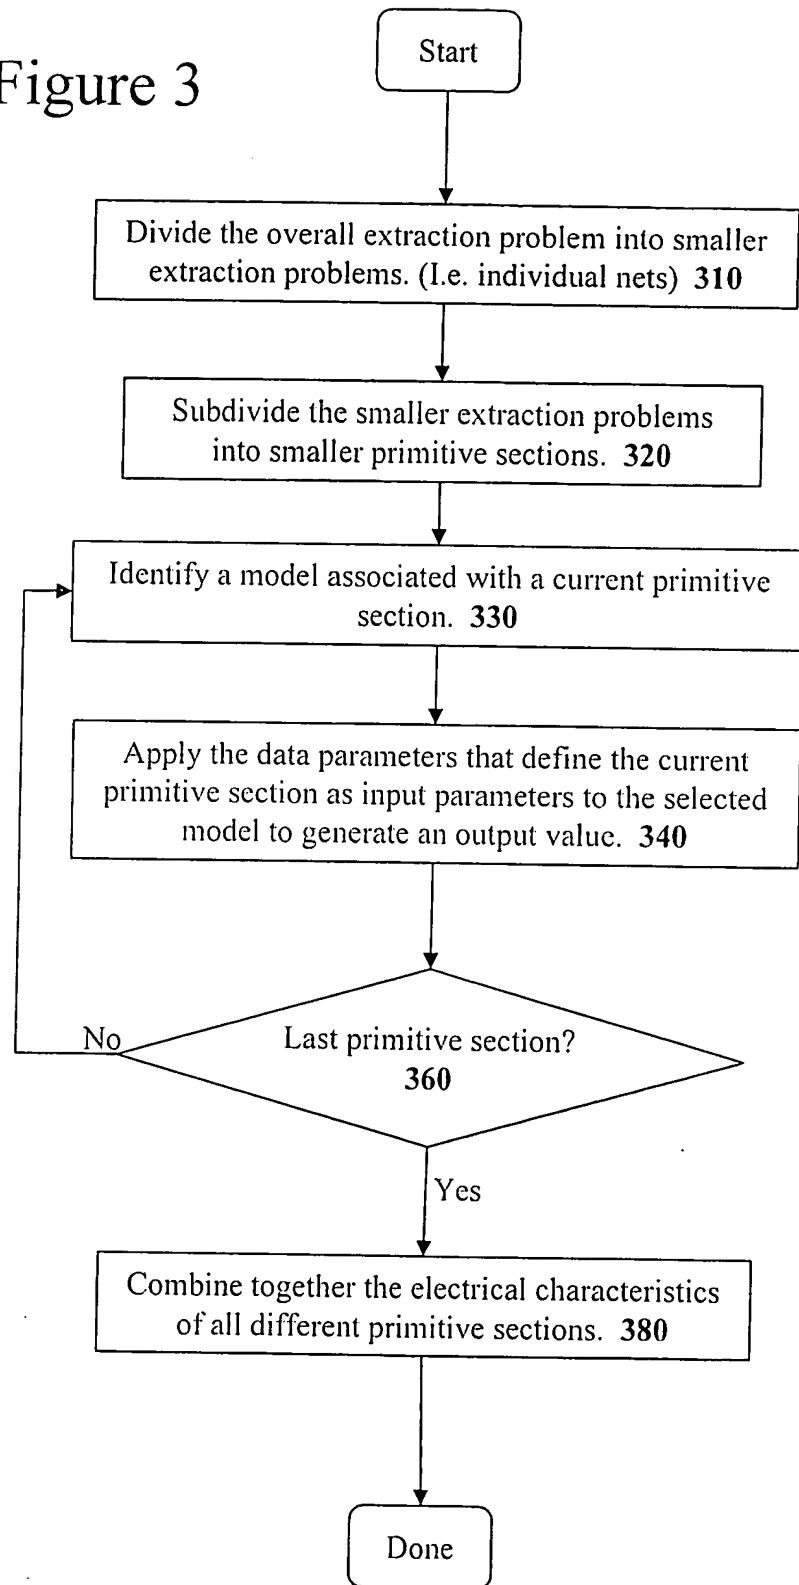 Figure 3
Start
Divide the overall extraction problem into smaller
extraction problems. (I.e. individual nets) 310
Subdivide the smaller extraction problems
into smaller primitive sections. 320
Identify a model associated with a current primitive
section. 330
Apply the data parameters that define the current
primitive section as input parameters to the selected
model to generate an output value. 340
No
Last primitive section?
360
Yes
Combine together the electrical characteristics
of all different primitive sections. 380
Done